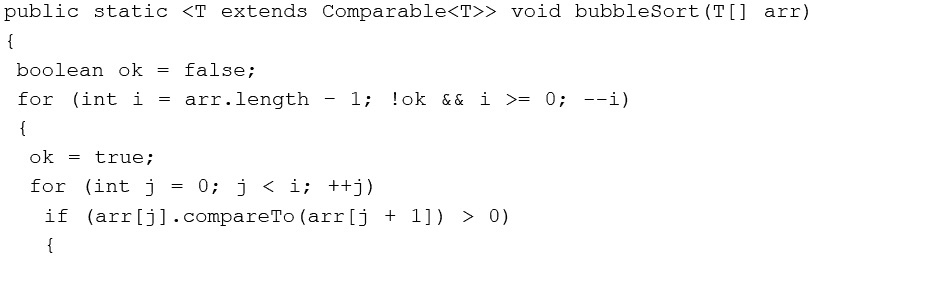 public static <T extends Comparable<T>> void bubbleSort(T[] arr)
{
boolean ok = false;
for (int i = arr.length - 1; !ok && i >= 0; --i)
{
ok = true;
for (int j = 0; j < i; ++j)
if (arr[j].compareTo(arr[j + 1]) > 0)
{